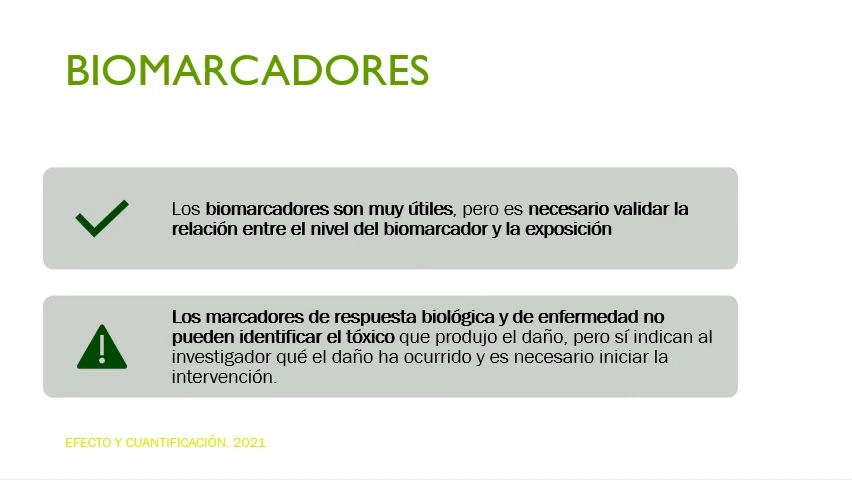 BIOMARCADORES
Los biomarcadores son muy útiles, pero es necesario validar la
relación entre el nivel del biomarcador y la exposición
Los marcadores de respuesta biológica y de enfermedad no
pueden identificar el tóxico que produjo el daño, pero sí indican al
investigador qué el daño ha ocurrido y es necesario iniciar la
intervención.
EFECTO Y CUANTIFICACIÓN. 2021